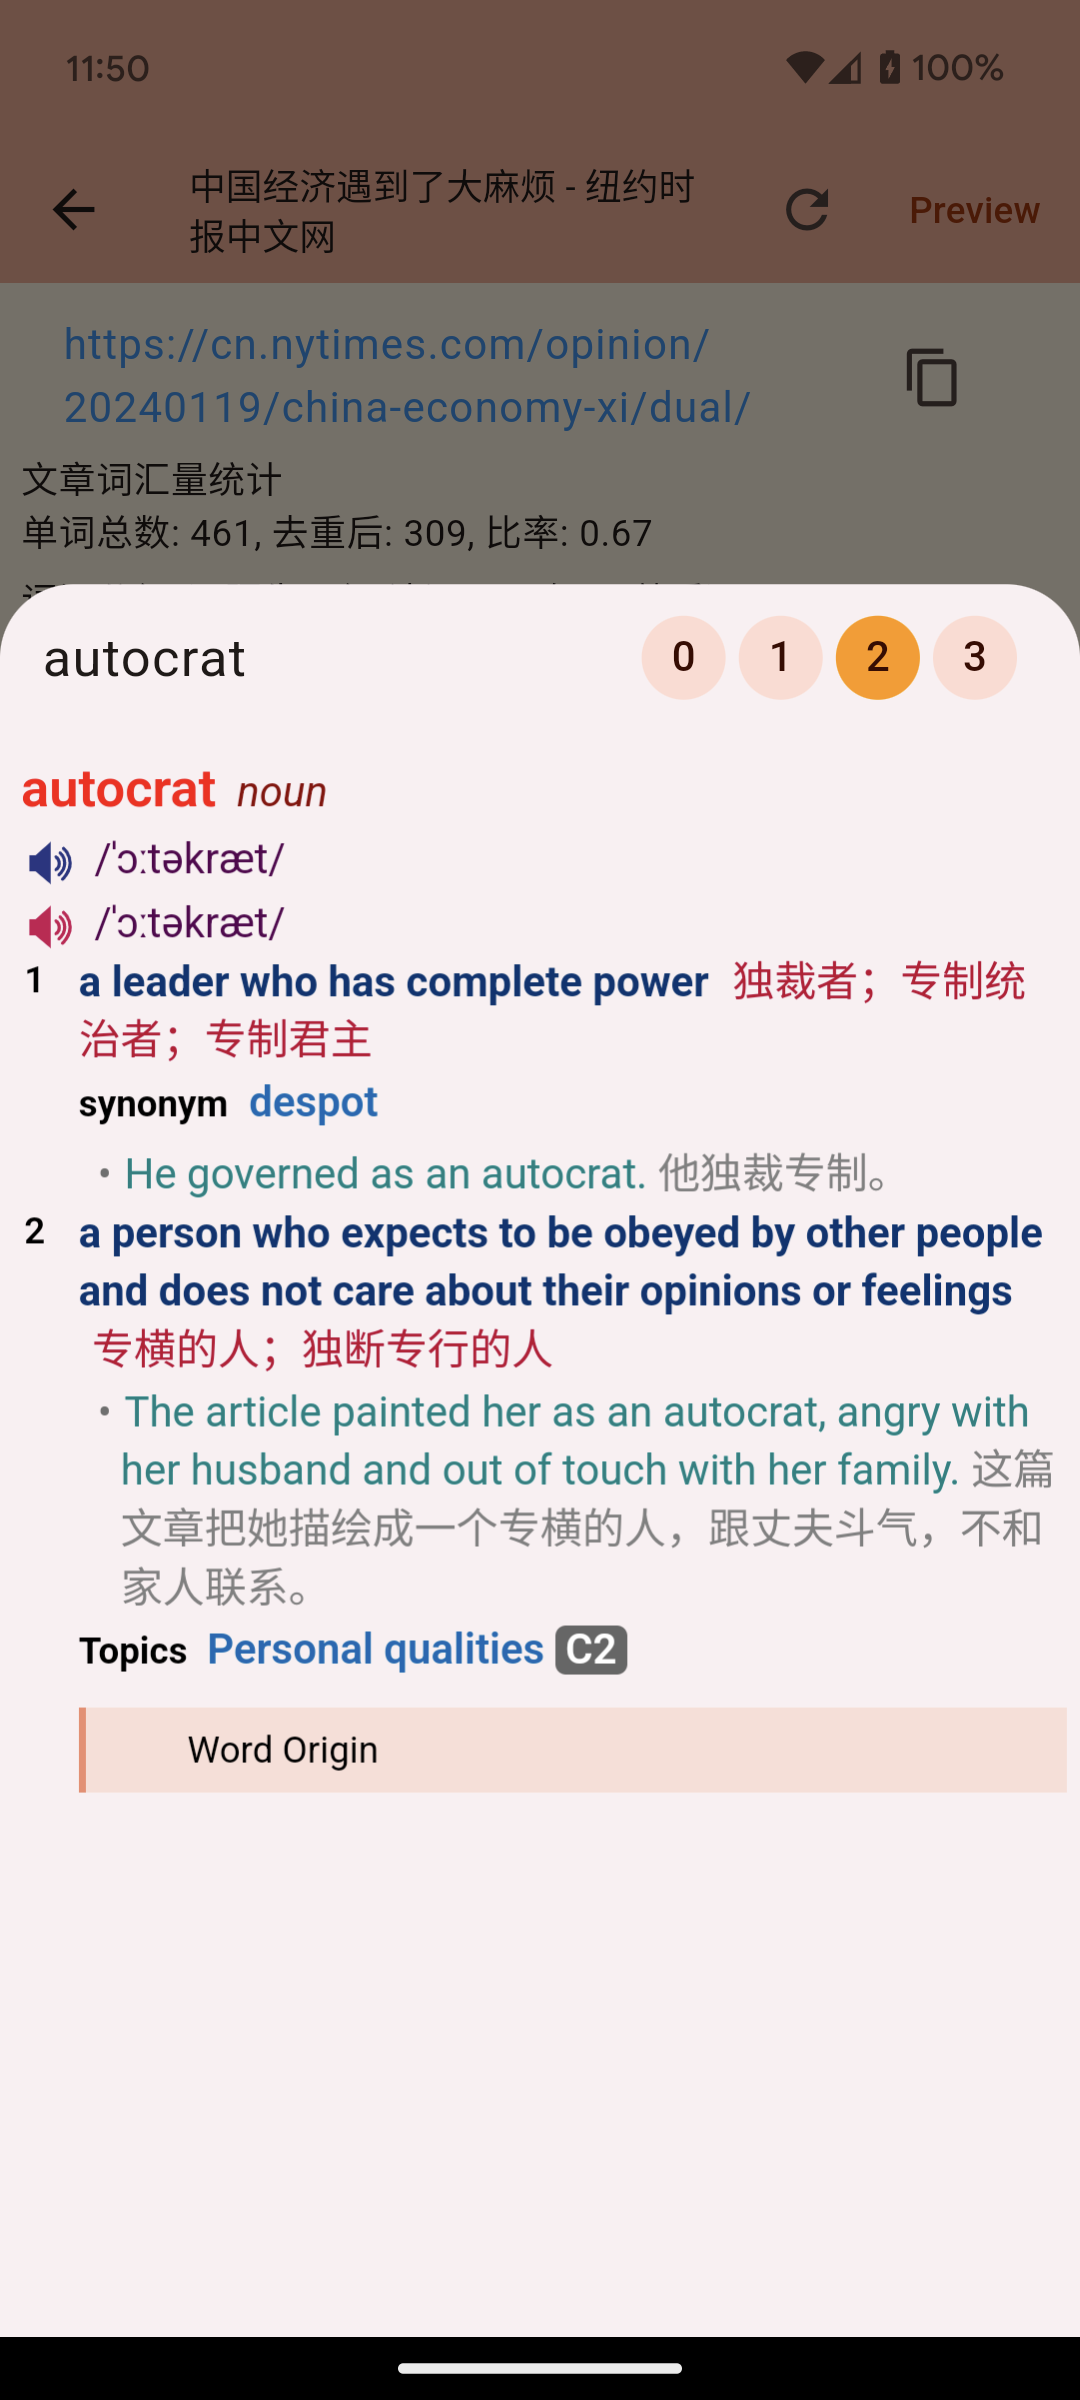 11:50
100%
中国经济遇到了大麻烦 - 纽约时
报中文网
Preview
https://cn.nytimes.com/opinion/
20240119/china-economy-xi/dual/
文章词汇量统计
单词总数: 461, 去重后: 309, 比率: 0.67
autocrat
0 1 2 3
autocrat noun
/ˈɔːtəkræt/
/ˈɔːtəkræt/
1 a leader who has complete power 独裁者；专制统
治者；专制君主
synonym despot
• He governed as an autocrat. 他独裁专制。
2 a person who expects to be obeyed by other people
and does not care about their opinions or feelings
专横的人；独断专行的人
• The article painted her as an autocrat, angry with
her husband and out of touch with her family. 这篇
文章把她描绘成一个专横的人，跟丈夫斗气，不和
家人联系。
Topics Personal qualities C2
Word Origin